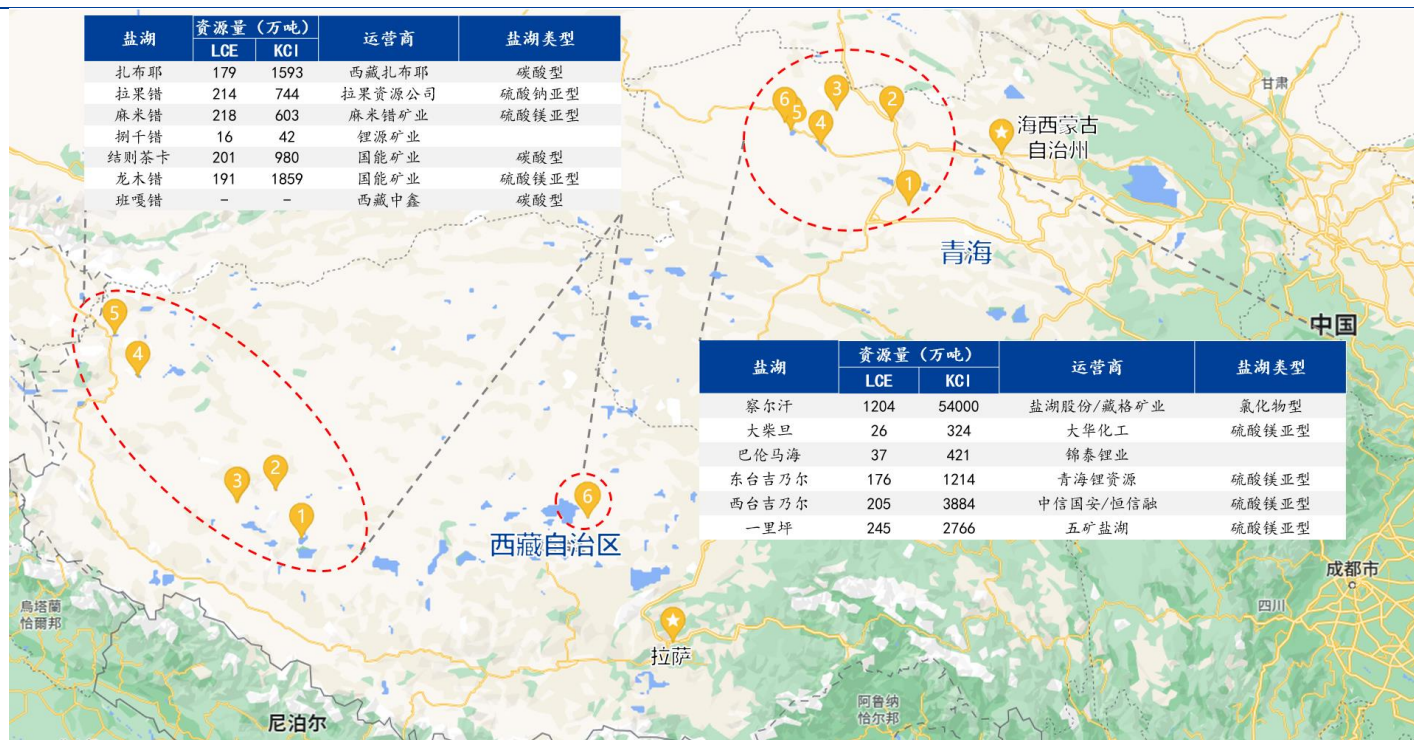 盐湖 资源量（万吨） 运营商 盐湖类型
LCE KCl
扎布耶 179 1593 西藏扎布耶 碳酸型
拉果错 214 744 拉果资源公司 硫酸钠亚型
麻米错 218 603 麻米错矿业 硫酸镁亚型
捌千错 16 42 锂源矿业
结则茶卡 201 980 国能矿业 碳酸型
龙木错 191 1859 国能矿业 硫酸镁亚型
班嘎错 - - 西藏中鑫 碳酸型
6
5
4
3
2
1
甘肃
海西蒙古
自治州
青海
中国
5
4
3
2
1
6
西藏自治区
盐湖 资源量（万吨） 运营商 盐湖类型
LCE KCl
察尔汗 1204 54000 盐湖股份/藏格矿业 氯化物型
大柴旦 26 324 大华化工 硫酸镁亚型
巴伦马海 37 421 锦泰锂业
东台吉乃尔 176 1214 青海锂资源 硫酸镁亚型
西台吉乃尔 205 3884 中信国安/恒信融 硫酸镁亚型
一里坪 245 2766 五矿盐湖 硫酸镁亚型
成都市
四川
烏塔蘭
恰爾邦
拉萨
阿鲁纳
恰尔邦
尼泊尔